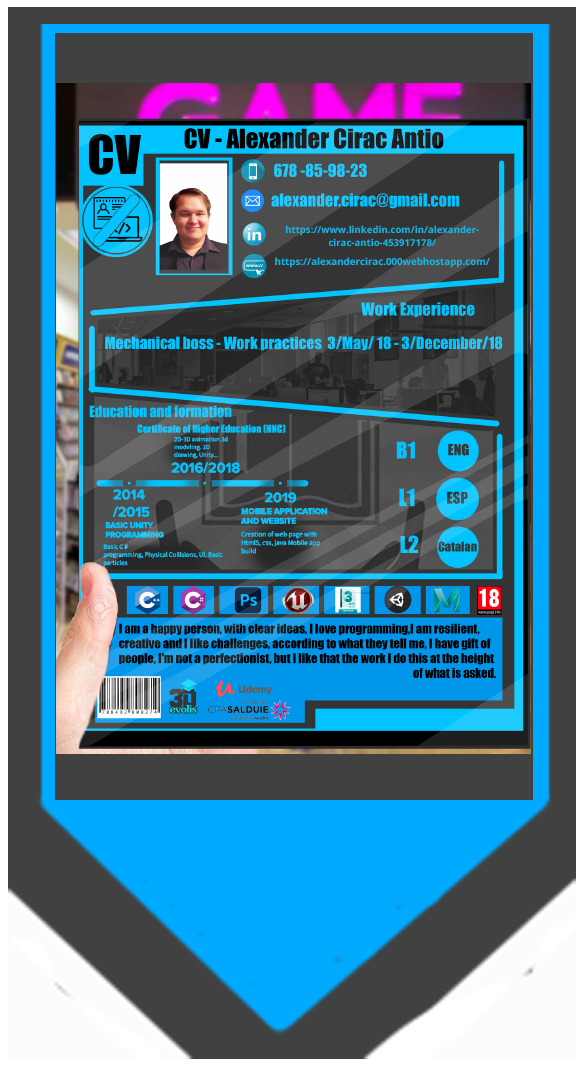 GAME
CV
CV - Alexander Cirac Antio
678 -85-98-23
alexander.cirac@gmail.com
in
https://www.linkedin.com/in/alexander-
cirac-antio-453917178/
www
https://alexandercirac.000webhostapp.com/
Work Experience
Mechanical boss - Work practices 3/May/ 18 - 3/December/18
Education and formation
Certificate of Higher Education (HNC)
2D-3D animation,3d
modeling, 2D
drawing, Unity...
2016/2018
2014
/2015
BASIC UNITY
PROGRAMMING
Basic C #
programming, Physical Collisions, UI, Basic
particles
2019
MOBILE APPLICATION
AND WEBSITE
Creation of web page with
Html5, css, java Mobile app
build
B1 ENG
L1 ESP
L2 Catalan
C++ C# Ps U 3 M 18
I am a happy person, with clear ideas, I love programming,I am resilient,
creative and I like challenges, according to what they tell me, I have gift of
people, I'm not a perfectionist, but I like that the work I do this at the height
of what is asked.
3D
evolis
Udemy
CPASALDUIE